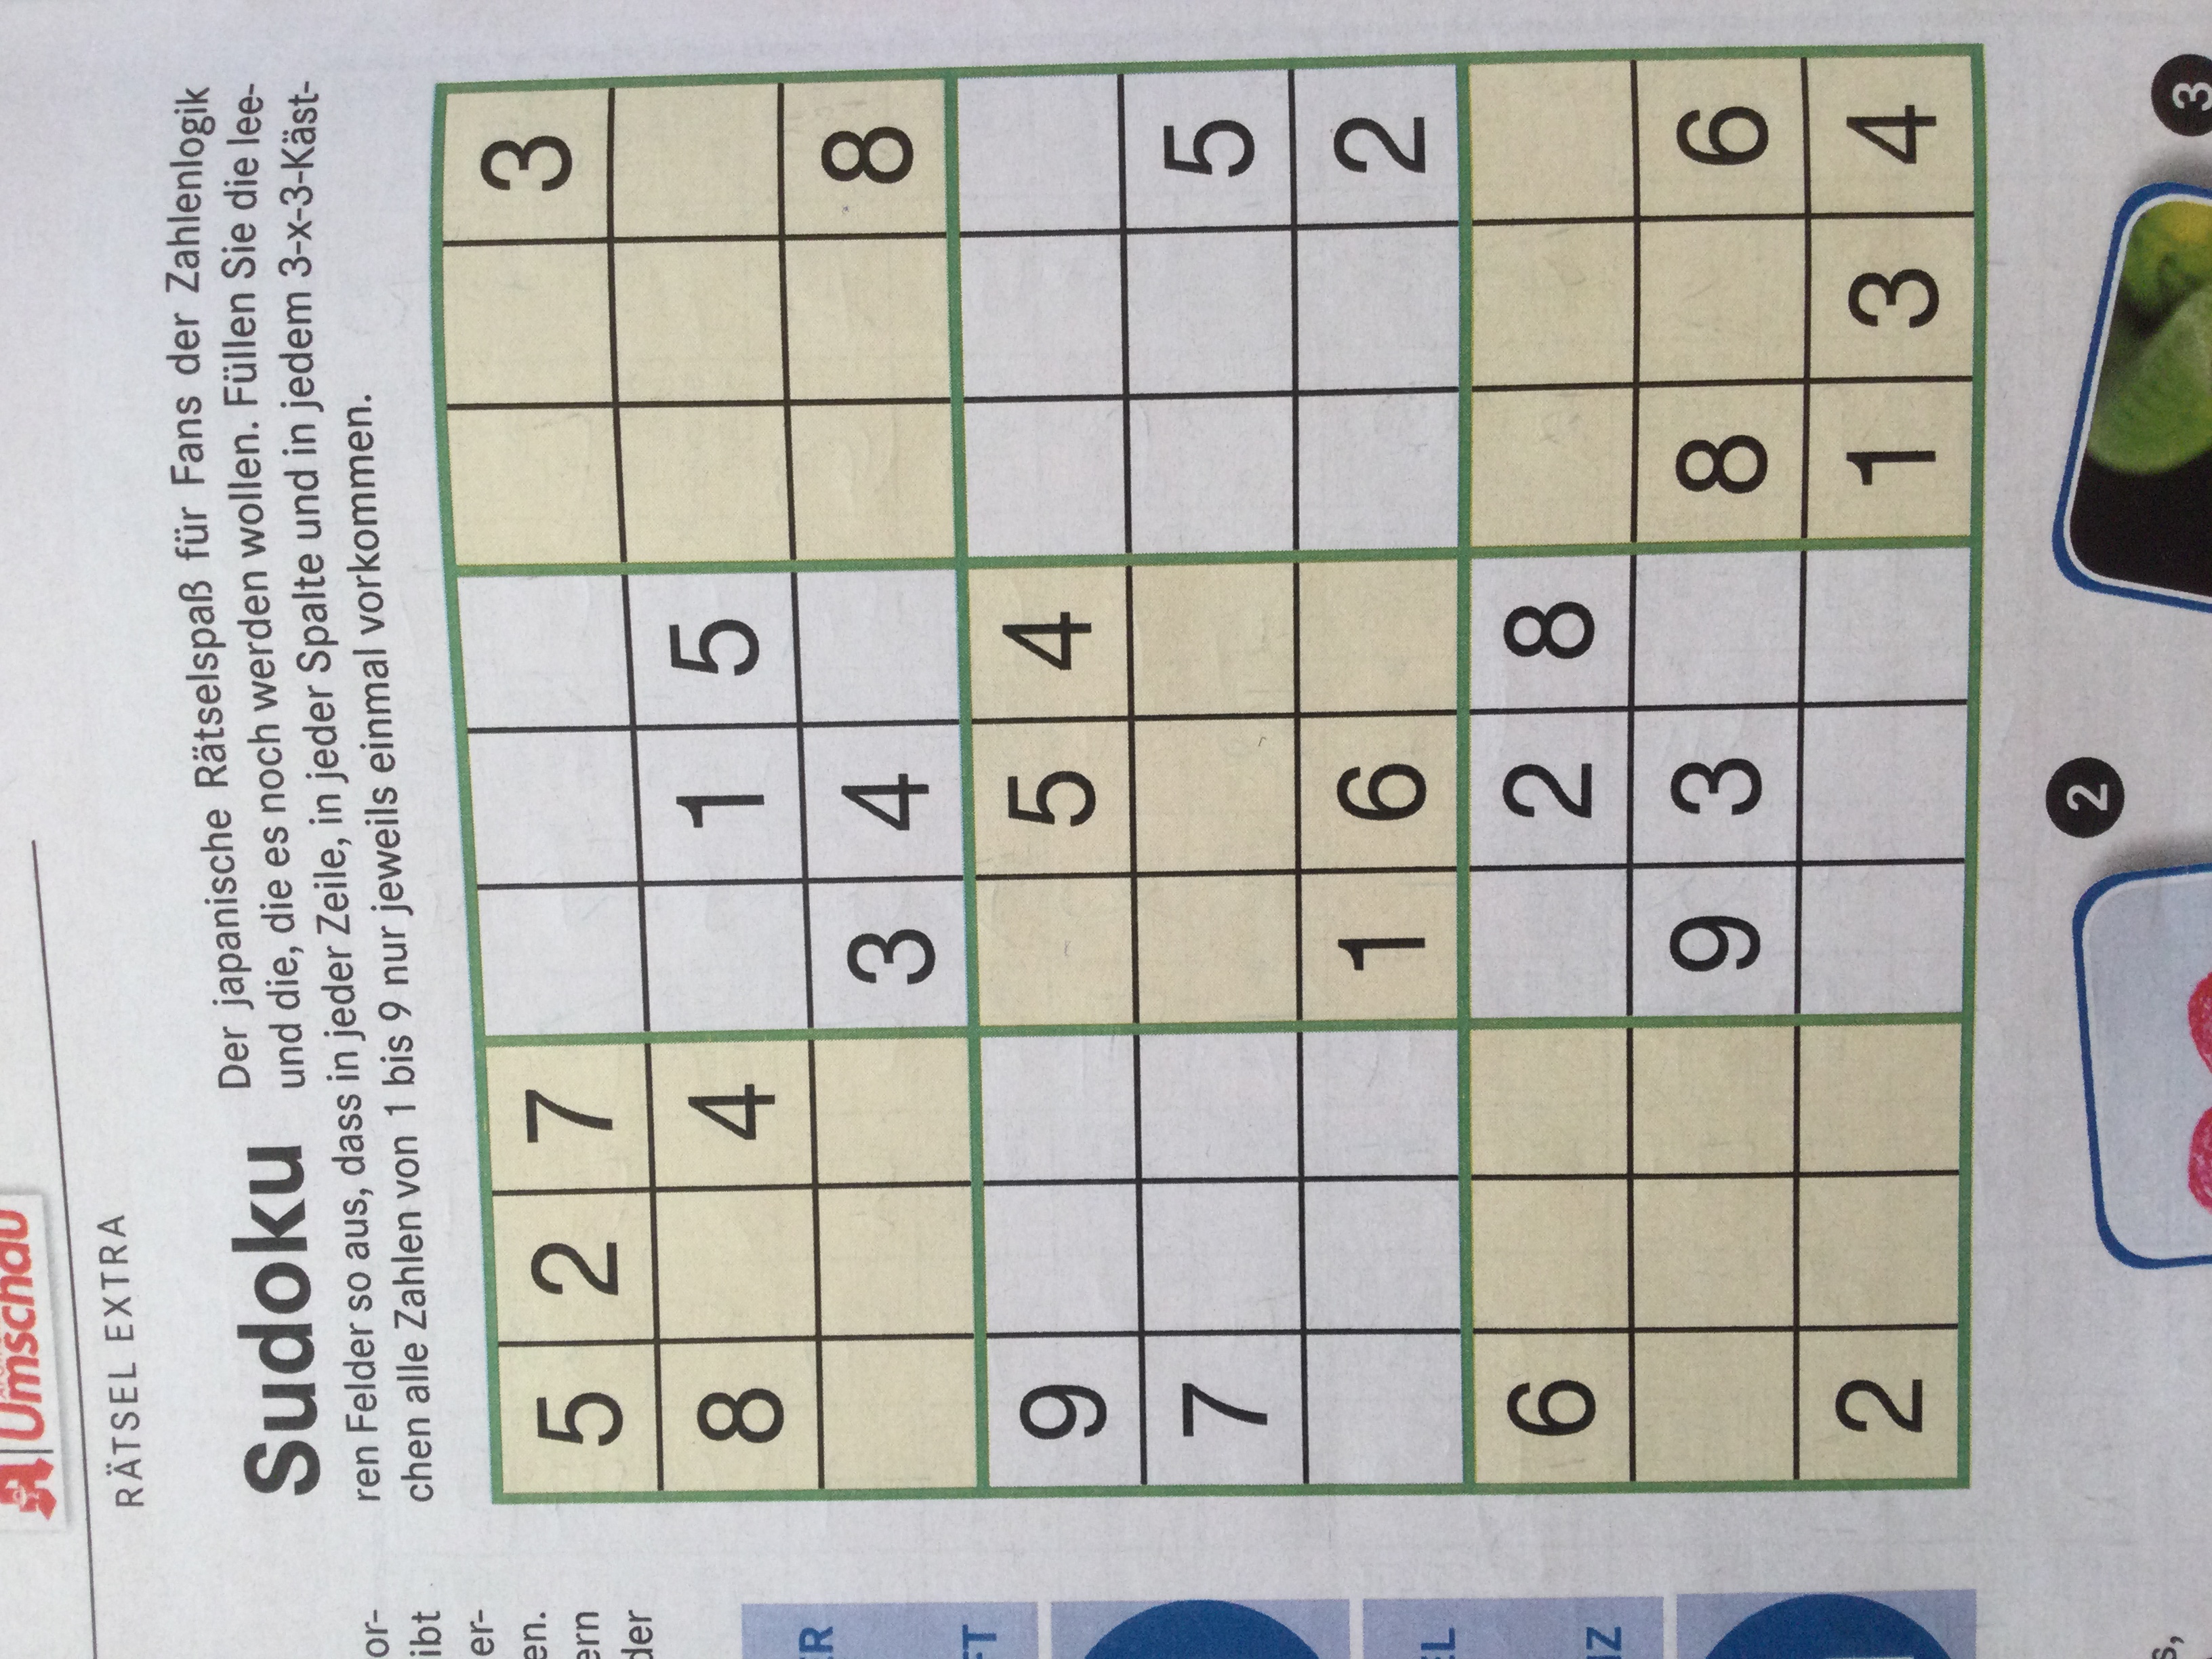 Umschau
RÄTSEL EXTRA
Sudoku
Der japanische Rätselspaß für Fans der Zahlenlogik
und die, die es noch werden wollen. Füllen Sie die lee-
ren Felder so aus, dass in jeder Zeile, in jeder Spalte und in jedem 3-x-3-Käst-
chen alle Zahlen von 1 bis 9 nur jeweils einmal vorkommen.
or-
ibt
er-
en.
ern
der
5 2 7 3
8 4 1 5
3 4 8
9 5 4
7 5
1 6 2
6 2 8
9 3 8 6
2 1 3 4
ER
FT
EL
IZ
2
3
s,